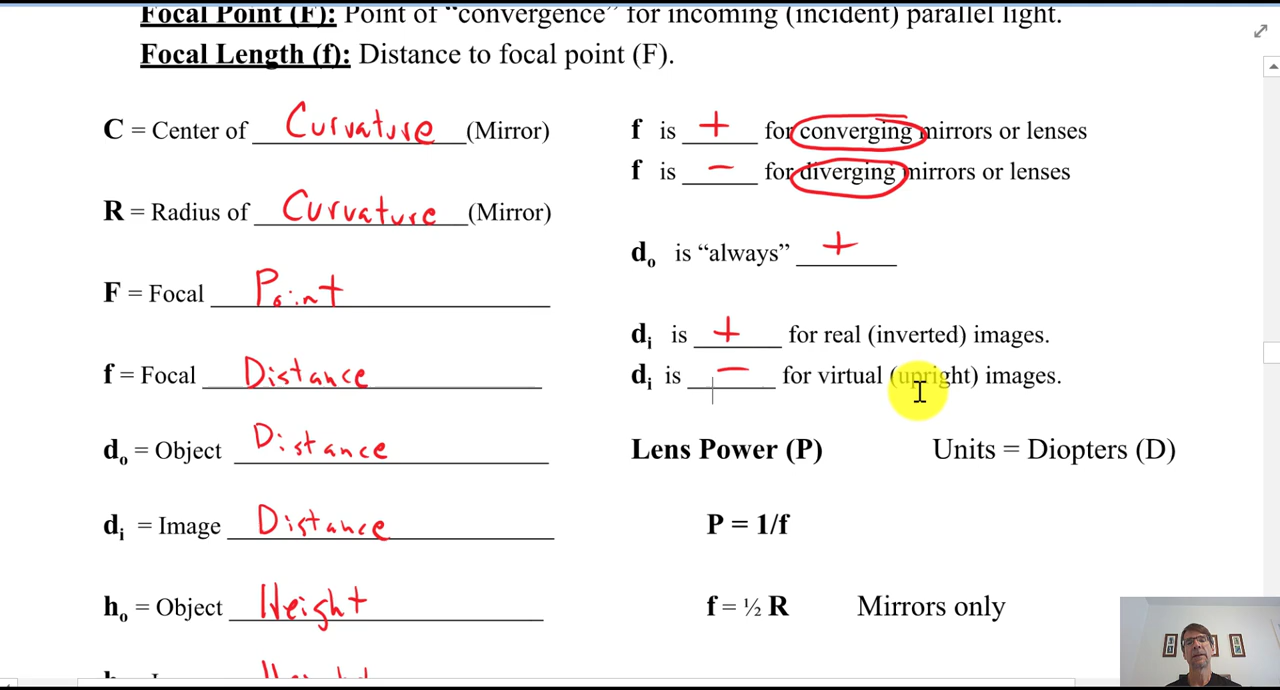 Focal Point (F): Point of “convergence” for incoming (incident) parallel light.
Focal Length (f): Distance to focal point (F).
C = Center of Curvature (Mirror)
R = Radius of Curvature (Mirror)
F = Focal Point
f = Focal Distance
do = Object Distance
di = Image Distance
ho = Object Height
f is + for converging mirrors or lenses
f is – for diverging mirrors or lenses
do is “always” +
di is + for real (inverted) images.
di is – for virtual (upright) images.
Lens Power (P) Units = Diopters (D)
P = 1/f
f = ½ R Mirrors only